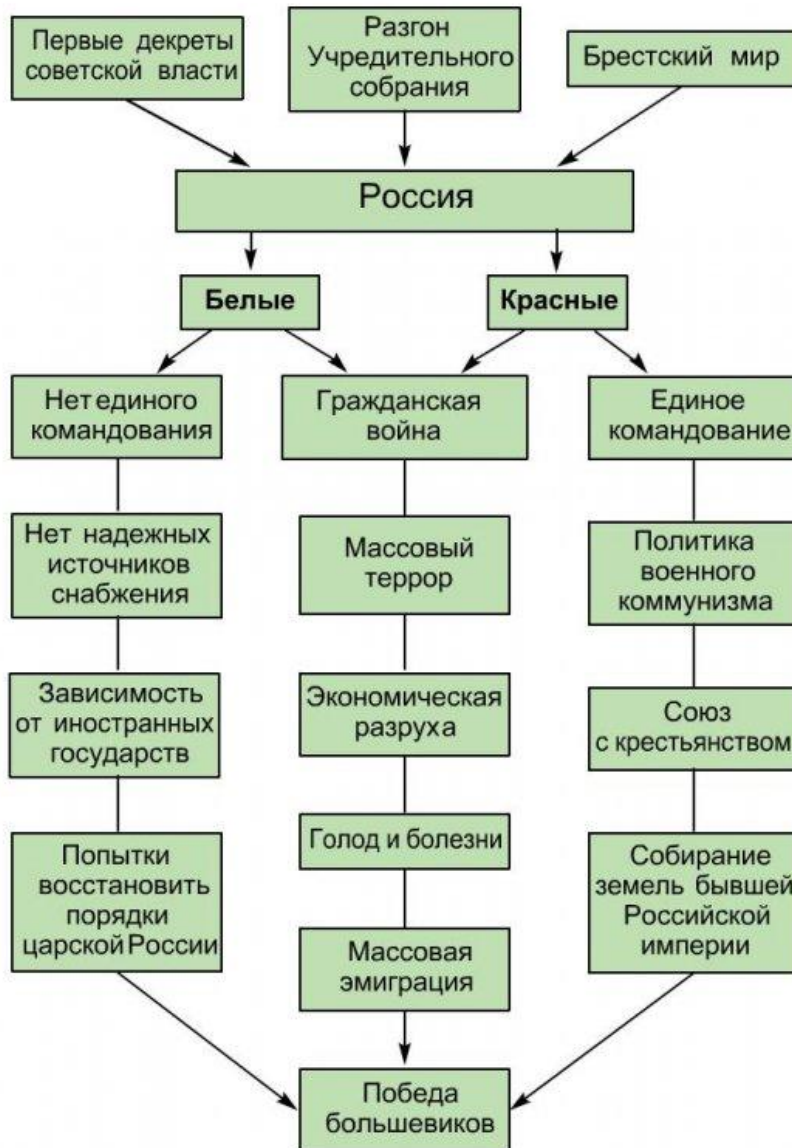 Первые декреты
советской власти
Разгон
Учредительного
собрания
Брестский мир
Россия
Белые
Красные
Нет единого
командования
Гражданская
война
Единое
командование
Нет надежных
источников
снабжения
Массовый
террор
Политика
военного
коммунизма
Зависимость
от иностранных
государств
Экономическая
разруха
Союз
с крестьянством
Попытки
восстановить
порядки
царской России
Голод и болезни
Собирание
земель бывшей
Российской
империи
Массовая
эмиграция
Победа
большевиков